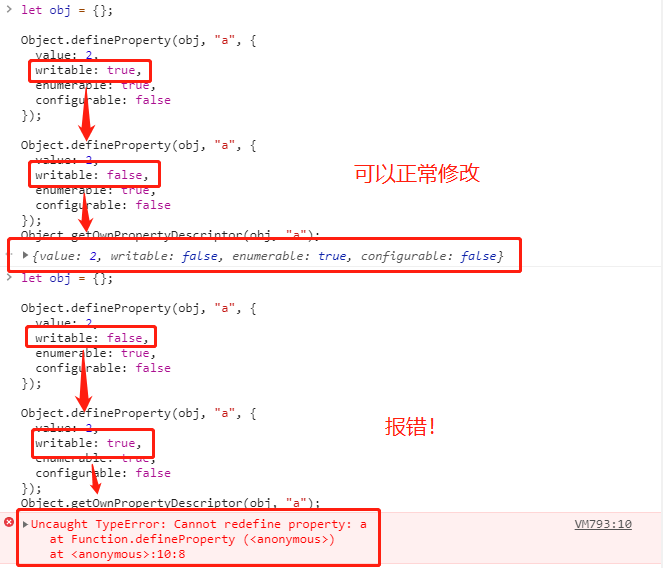 > let obj = {};
Object.defineProperty(obj, "a", {
  value: 2,
  writable: true,
  enumerable: true,
  configurable: false
});
Object.defineProperty(obj, "a", {
  value: 2,
  writable: false,
  enumerable: true,
  configurable: false
});
可以正常修改
Object.getOwnPropertyDescriptor(obj, "a");
{value: 2, writable: false, enumerable: true, configurable: false}
> let obj = {};
Object.defineProperty(obj, "a", {
  value: 2,
  writable: false,
  enumerable: true,
  configurable: false
});
Object.defineProperty(obj, "a", {
  value: 2,
  writable: true,
  enumerable: true,
  configurable: false
});
报错!
Object.getOwnPropertyDescriptor(obj, "a");
Uncaught TypeError: Cannot redefine property: a
VM793:10
    at Function.defineProperty (<anonymous>)
    at <anonymous>:10:8